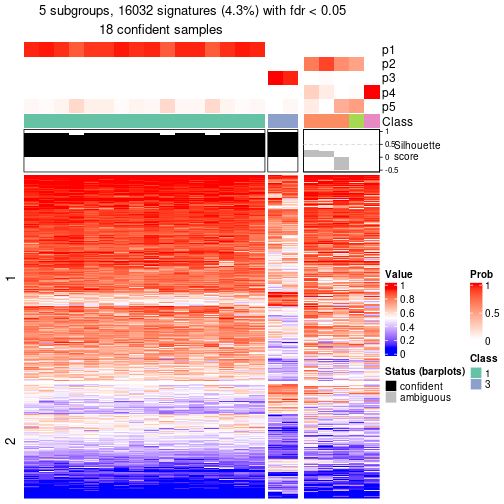 5 subgroups, 16032 signatures (4.3%) with fdr < 0.05
18 confident samples
p1
p2
p3
p4
p5
Class
1
0.5
0
-0.5
Silhouette
score
1
2
Value
1
0.8
0.6
0.4
0.2
0
Prob
1
0.5
0
Status (barplots)
confident
ambiguous
Class
1
3